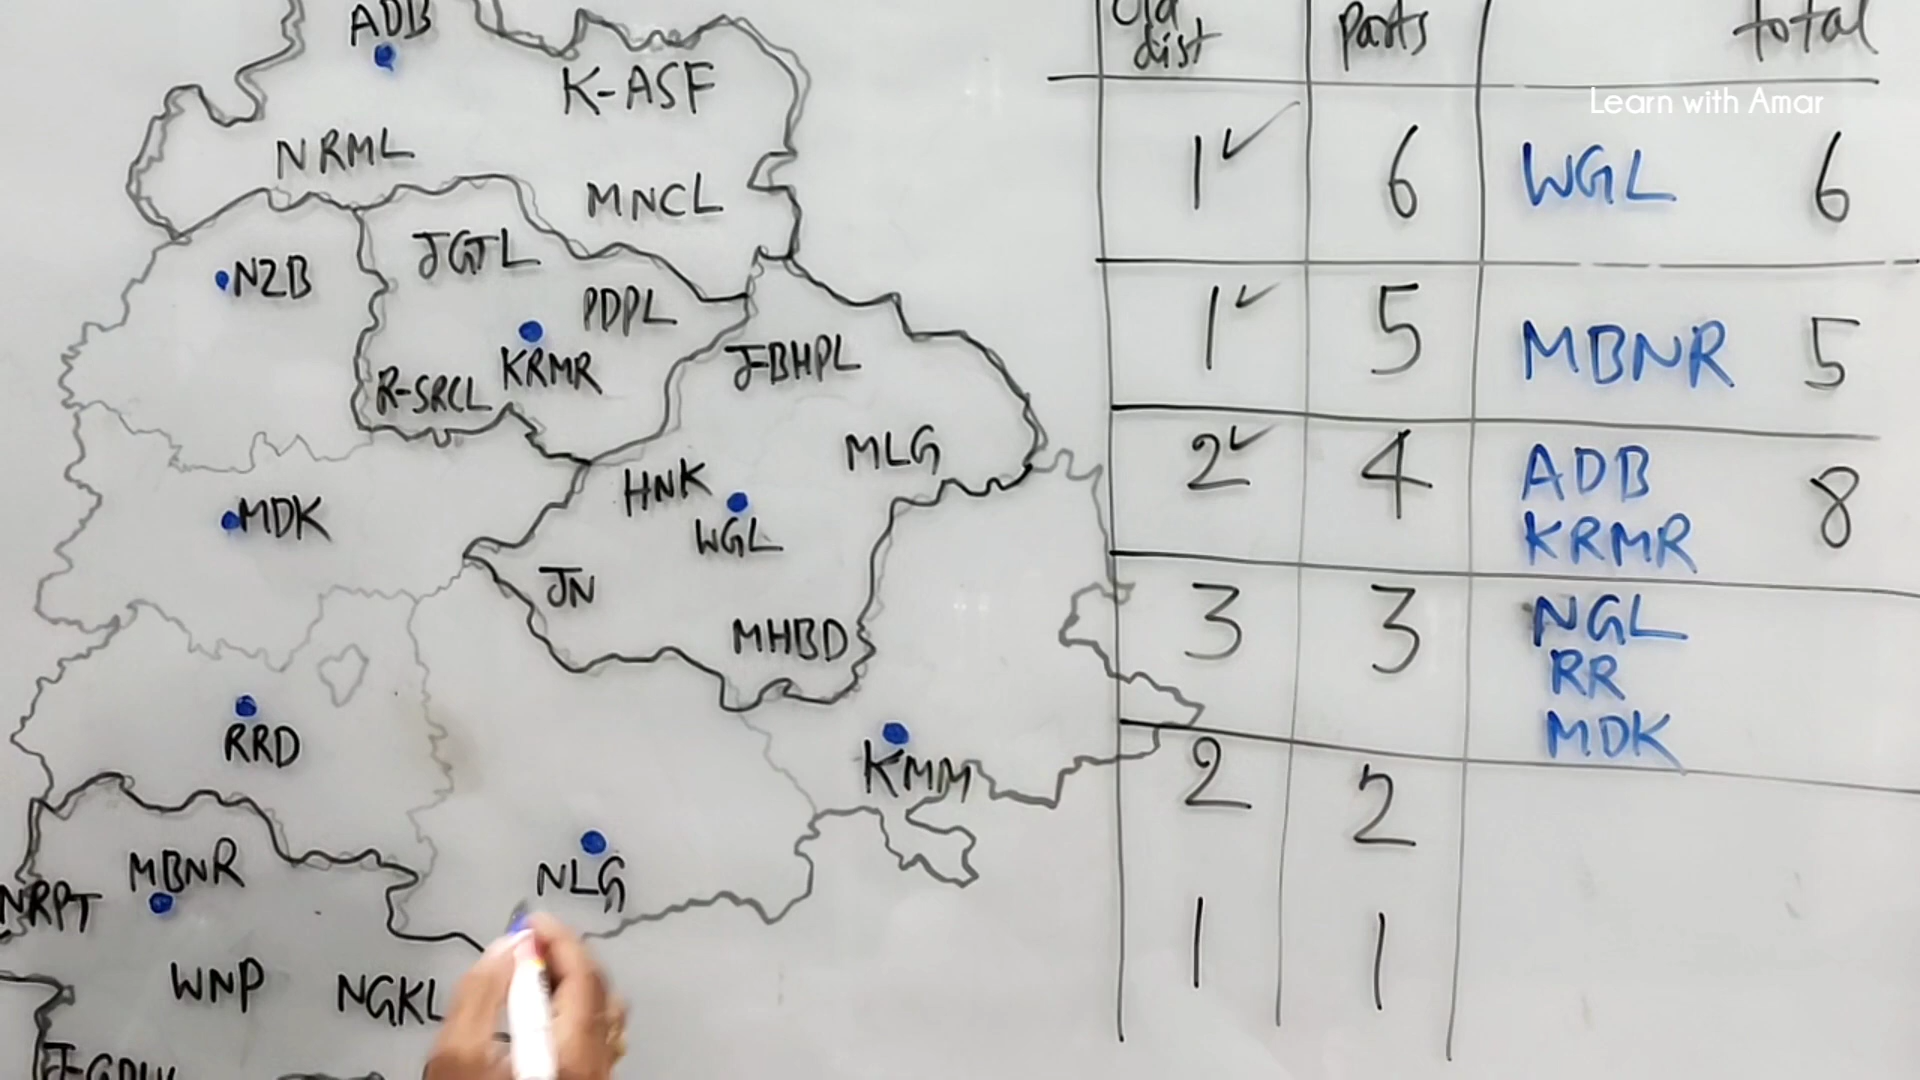 ADB
K-ASF
NRML
MNCL
JGTL
NZB
PDPL
KRMR
R-SRCL
J-BHPL
MLG
HNK
WGL
MDK
JN
MHBD
RRD
KMM
MBNR
NLG
NRPT
WNP
NGKL
dist
Parts
total
Learn with Amar
1 ✓ 6 WGL 6
1 ✓ 5 MBNR 5
2 ✓ 4 ADB 8
KRMR
3 3 NGL
RR
MDK
2 2
1 1